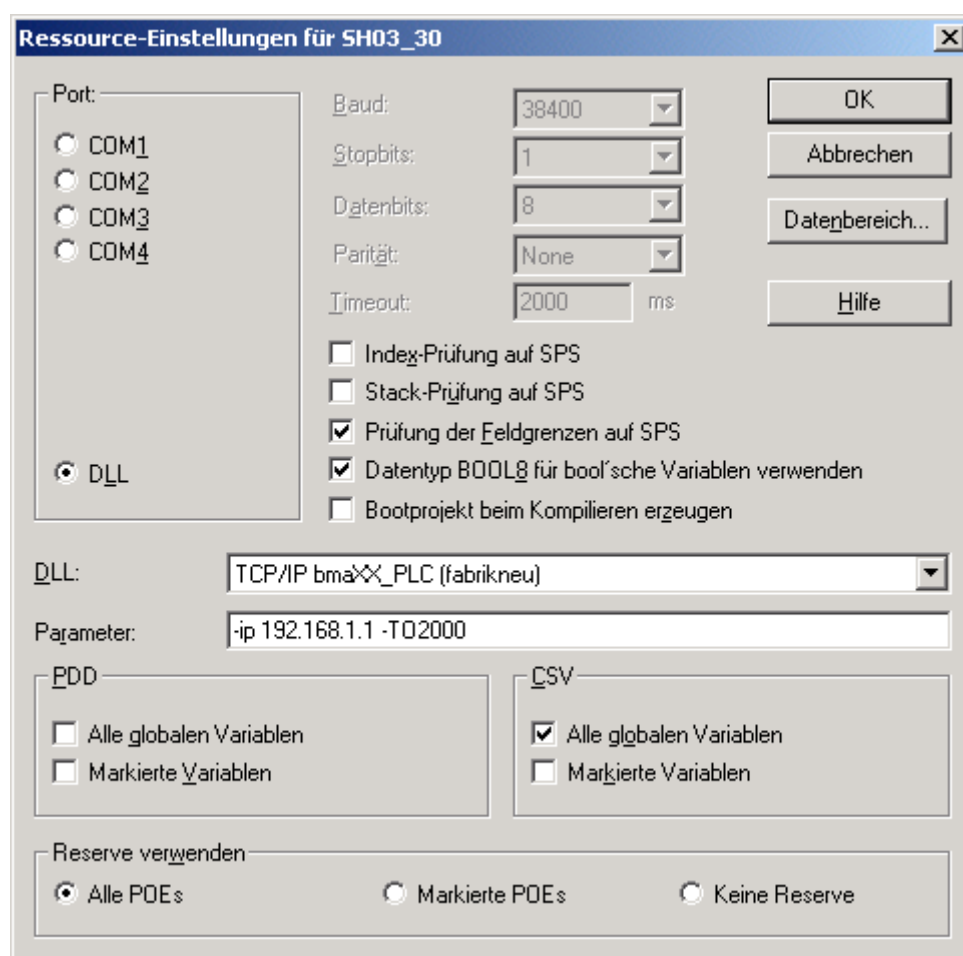 Ressource-Einstellungen für SH03_30
Port:
COM1
COM2
COM3
COM4
DLL
Baud: 38400
Stopbits: 1
Datenbits: 8
Parität: None
Timeout: 2000 ms
OK
Abbrechen
Datenbereich...
Hilfe
Index-Prüfung auf SPS
Stack-Prüfung auf SPS
Prüfung der Feldgrenzen auf SPS
Datentyp BOOL8 für bool´sche Variablen verwenden
Bootprojekt beim Kompilieren erzeugen
DLL: TCP/IP bmaXX_PLC (fabrikneu)
Parameter: -ip 192.168.1.1 -TO2000
PDD
Alle globalen Variablen
Markierte Variablen
CSV
Alle globalen Variablen
Markierte Variablen
Reserve verwenden
Alle POEs Markierte POEs Keine Reserve